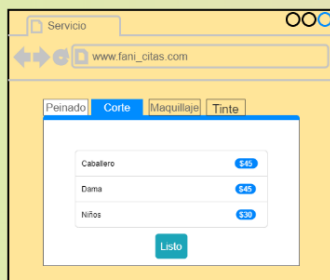 Servicio
www.fani_citas.com
Peinado Corte Maquillaje Tinte
Caballero $45
Dama $45
Niños $30
Listo